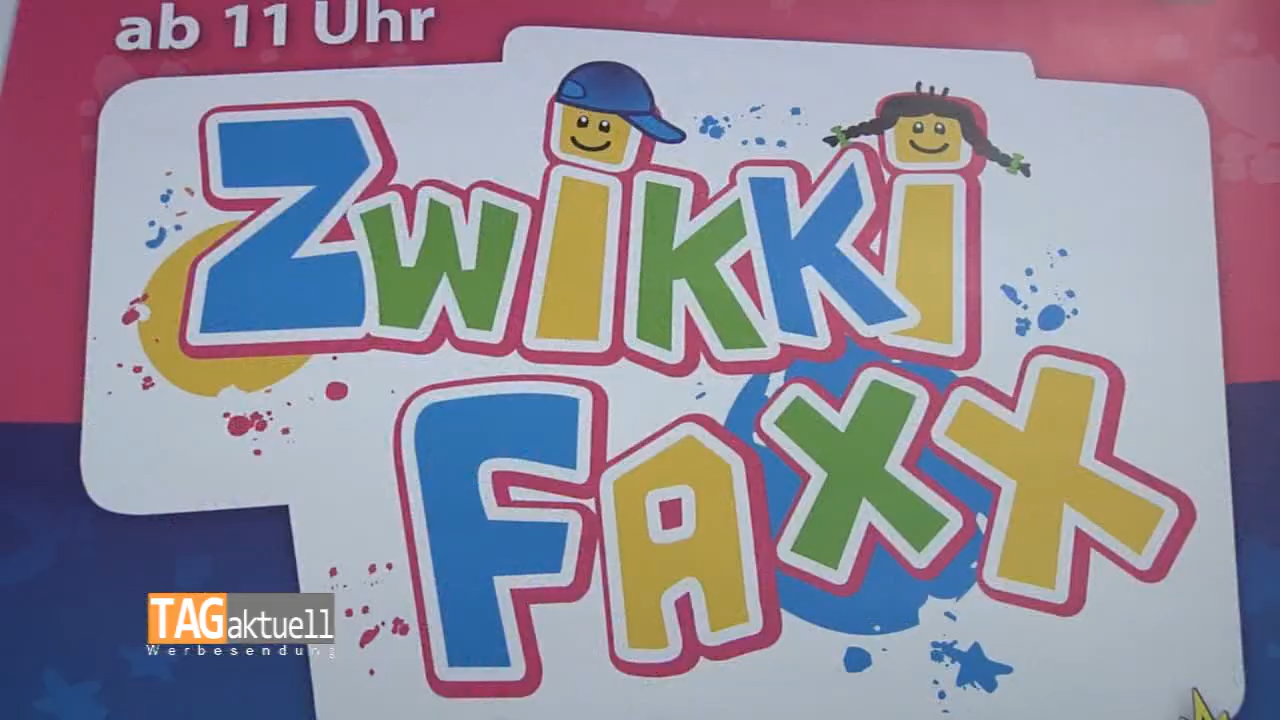 ab 11 Uhr
Zwikki
Faxx
TAGaktuell
Werbesendung